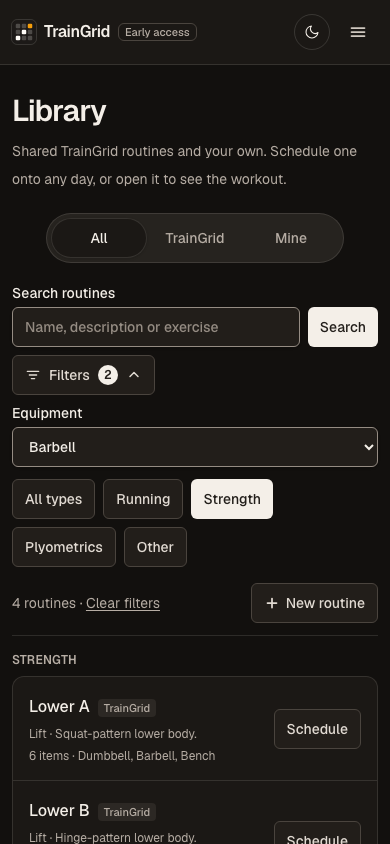 TrainGrid Early access
Library
Shared TrainGrid routines and your own. Schedule one
onto any day, or open it to see the workout.
All TrainGrid Mine
Search routines
Name, description or exercise Search
Filters 2
Equipment
Barbell
All types Running Strength
Plyometrics Other
4 routines · Clear filters + New routine
STRENGTH
Lower A TrainGrid
Lift · Squat-pattern lower body.
6 items · Dumbbell, Barbell, Bench
Schedule
Lower B TrainGrid
Lift · Hinge-pattern lower body.
Schedule